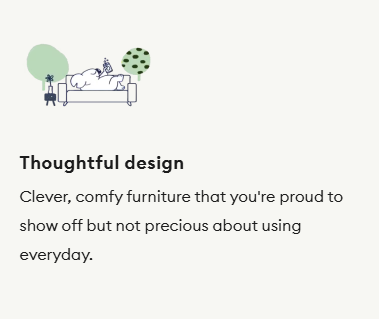 Thoughtful design
Clever, comfy furniture that you're proud to
show off but not precious about using
everyday.